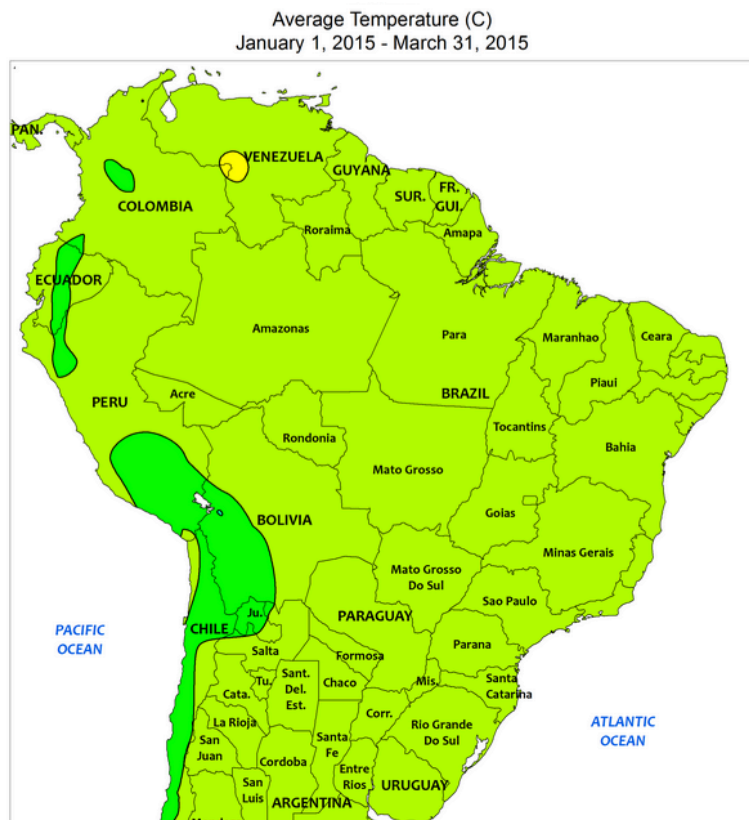 Average Temperature (C)
January 1, 2015 - March 31, 2015
PAN.
VENEZUELA
GUYANA
SUR.
FR.
GUI.
COLOMBIA
Roraima
Amapa
ECUADOR
Amazonas
Para
Maranhao
Ceara
Piaui
PERU
Acre
BRAZIL
Tocantins
Rondonia
Bahia
Mato Grosso
Goias
BOLIVIA
Minas Gerais
Mato Grosso
Do Sul
Sao Paulo
PACIFIC
OCEAN
CHILE
Ju.
PARAGUAY
Salta
Formosa
Parana
Tu.
Sant.
Del.
Est.
Chaco
Mis.
Santa
Catarina
Cata.
La Rioja
Corr.
Rio Grande
Do Sul
ATLANTIC
OCEAN
San
Juan
Santa
Fe
Cordoba
Entre
Rios
San
Luis
URUGUAY
ARGENTINA